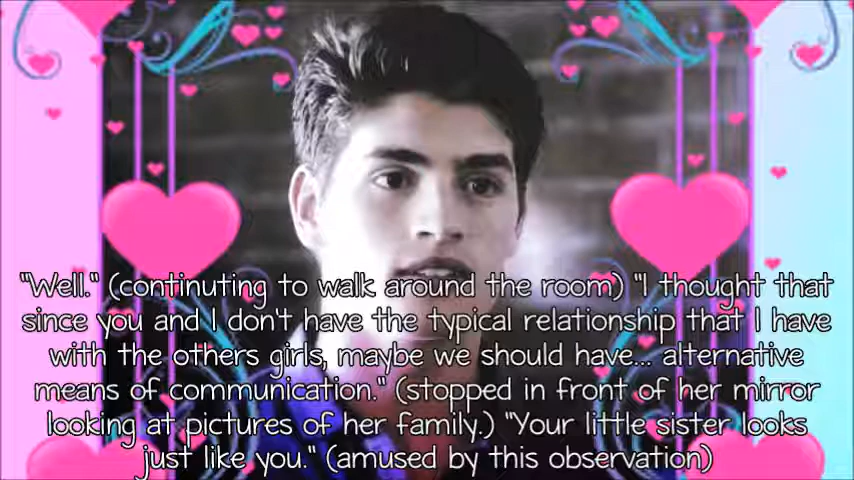 "Well." (continuting to walk around the room) "I thought that
since you and I don't have the typical relationship that I have
with the others girls, maybe we should have... alternative
means of communication." (stopped in front of her mirror
looking at pictures of her family.) "Your little sister looks
just like you." (amused by this observation)